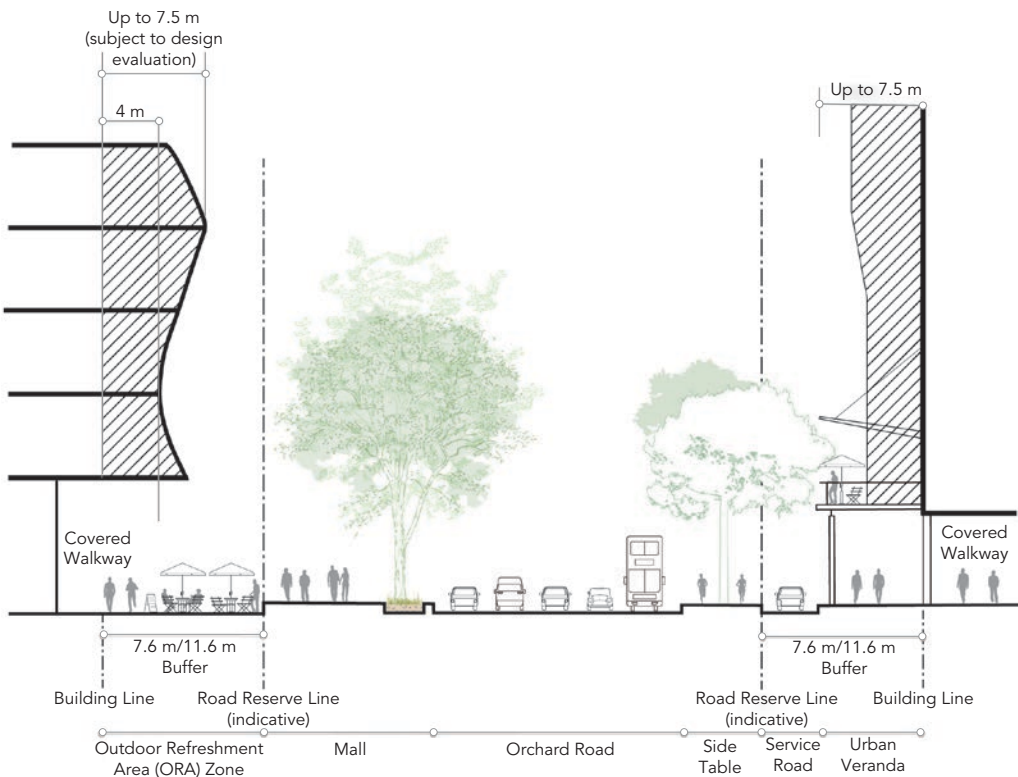 Up to 7.5 m
(subject to design
evaluation)
4 m
Up to 7.5 m
Covered
Walkway
Covered
Walkway
7.6 m/11.6 m
Buffer
7.6 m/11.6 m
Buffer
Building Line
Road Reserve Line
(indicative)
Road Reserve Line
(indicative)
Building Line
Outdoor Refreshment
Area (ORA) Zone
Mall
Orchard Road
Side
Table
Service
Road
Urban
Veranda